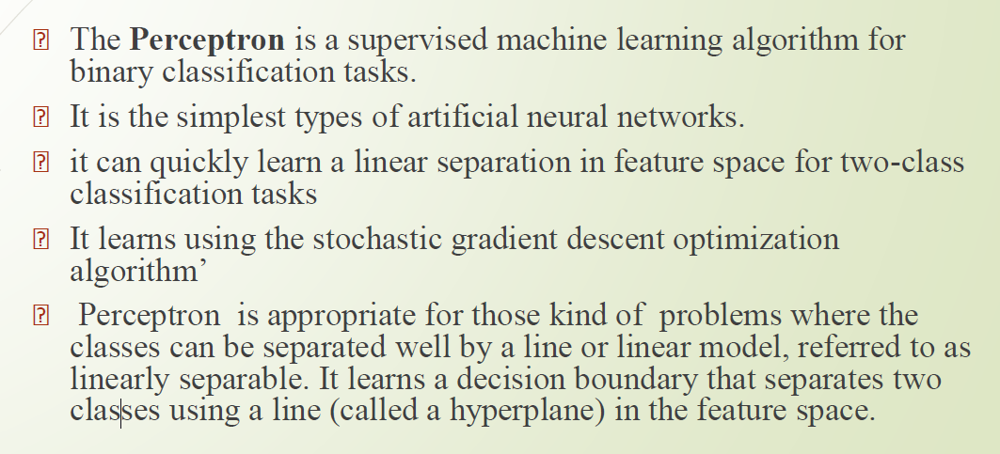 The Perceptron is a supervised machine learning algorithm for
binary classification tasks.
It is the simplest types of artificial neural networks.
it can quickly learn a linear separation in feature space for two-class
classification tasks
It learns using the stochastic gradient descent optimization
algorithm’
Perceptron is appropriate for those kind of problems where the
classes can be separated well by a line or linear model, referred to as
linearly separable. It learns a decision boundary that separates two
classes using a line (called a hyperplane) in the feature space.